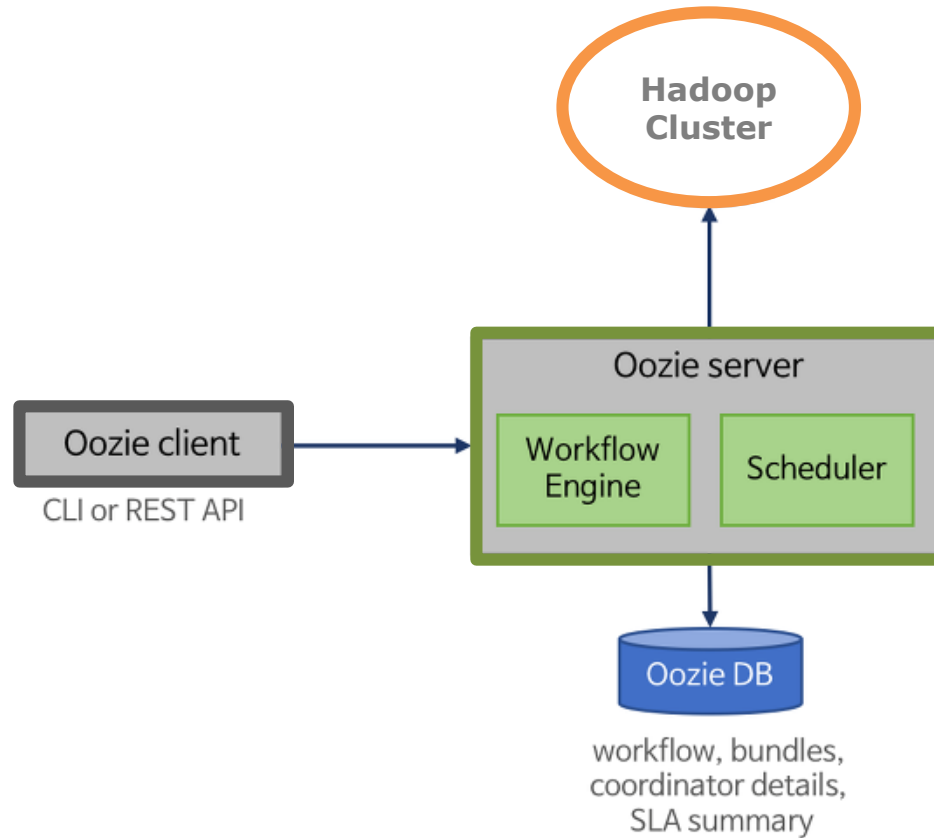 Hadoop
Cluster
Oozie server
Oozie client
Workflow
Engine
Scheduler
CLI or REST API
Oozie DB
workflow, bundles,
coordinator details,
SLA summary